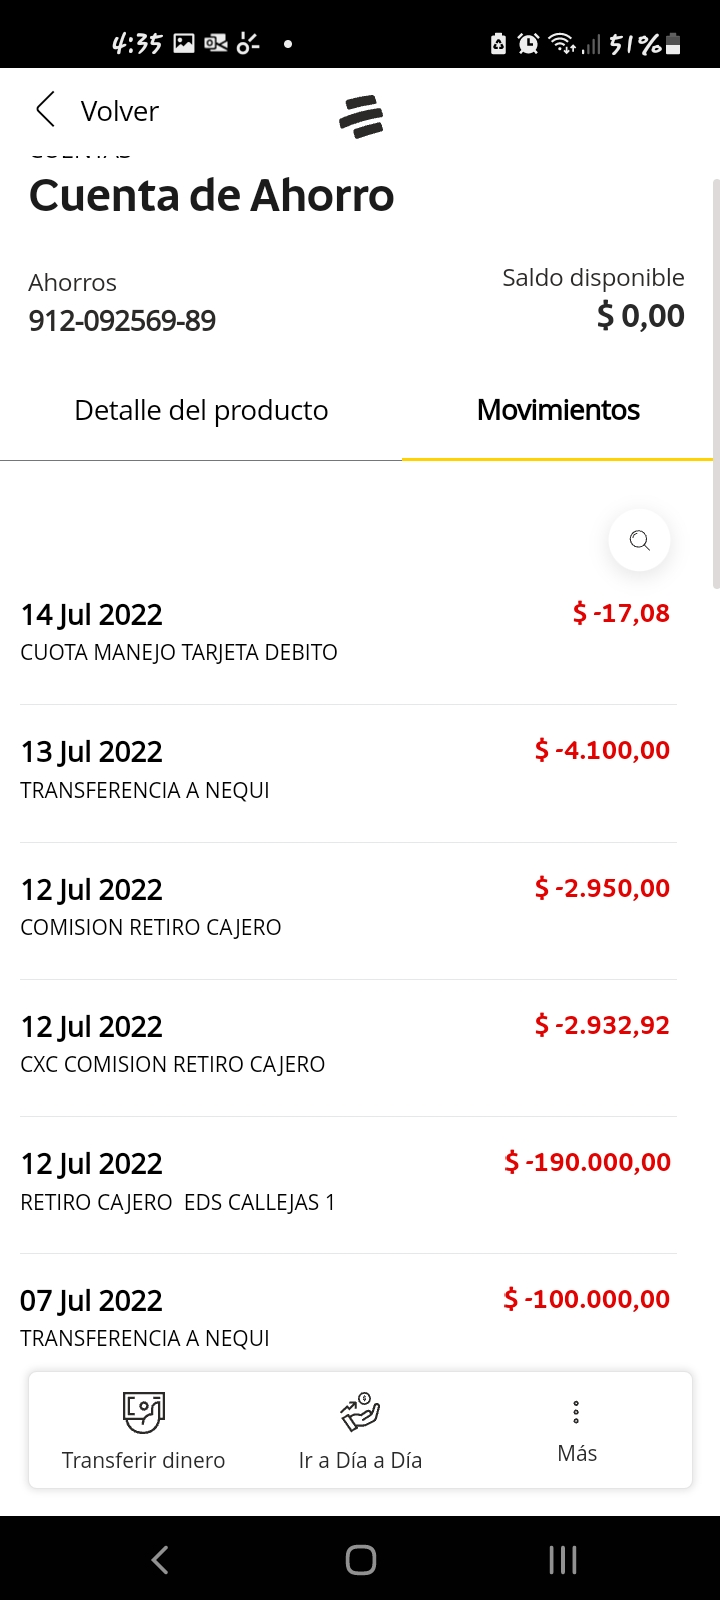 4:35
51%
Volver
CUENTAS
Cuenta de Ahorro
Ahorros
Saldo disponible
912-092569-89
$ 0,00
Detalle del producto
Movimientos
14 Jul 2022
$ -17,08
CUOTA MANEJO TARJETA DEBITO
13 Jul 2022
$ -4.100,00
TRANSFERENCIA A NEQUI
12 Jul 2022
$ -2.950,00
COMISION RETIRO CAJERO
12 Jul 2022
$ -2.932,92
CXC COMISION RETIRO CAJERO
12 Jul 2022
$ -190.000,00
RETIRO CAJERO  EDS CALLEJAS 1
07 Jul 2022
$ -100.000,00
TRANSFERENCIA A NEQUI
Transferir dinero
Ir a Día a Día
Más